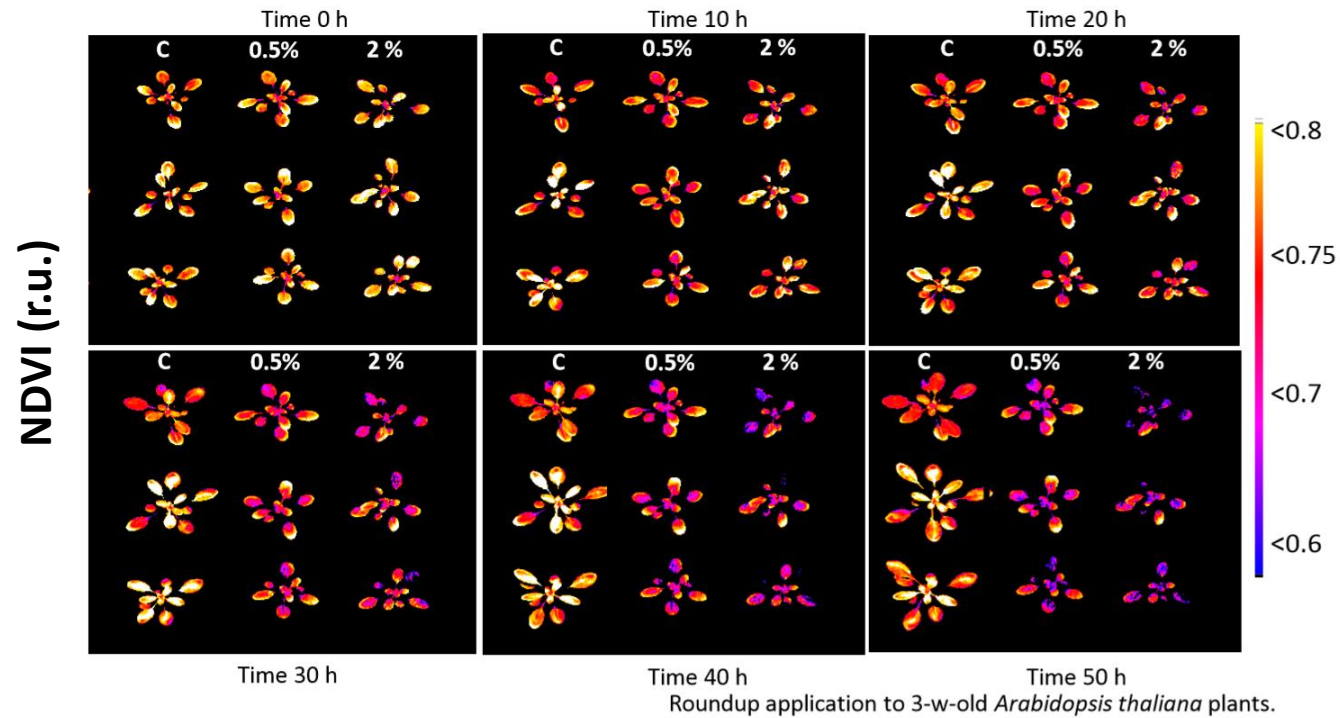 Time 0 h
Time 10 h
Time 20 h
C 0.5% 2 %
C 0.5% 2 %
C 0.5% 2 %
NDVI (r.u.)
<0.8
<0.75
<0.7
<0.6
C 0.5% 2 %
C 0.5% 2 %
C 0.5% 2 %
Time 30 h
Time 40 h
Time 50 h
Roundup application to 3-w-old Arabidopsis thaliana plants.